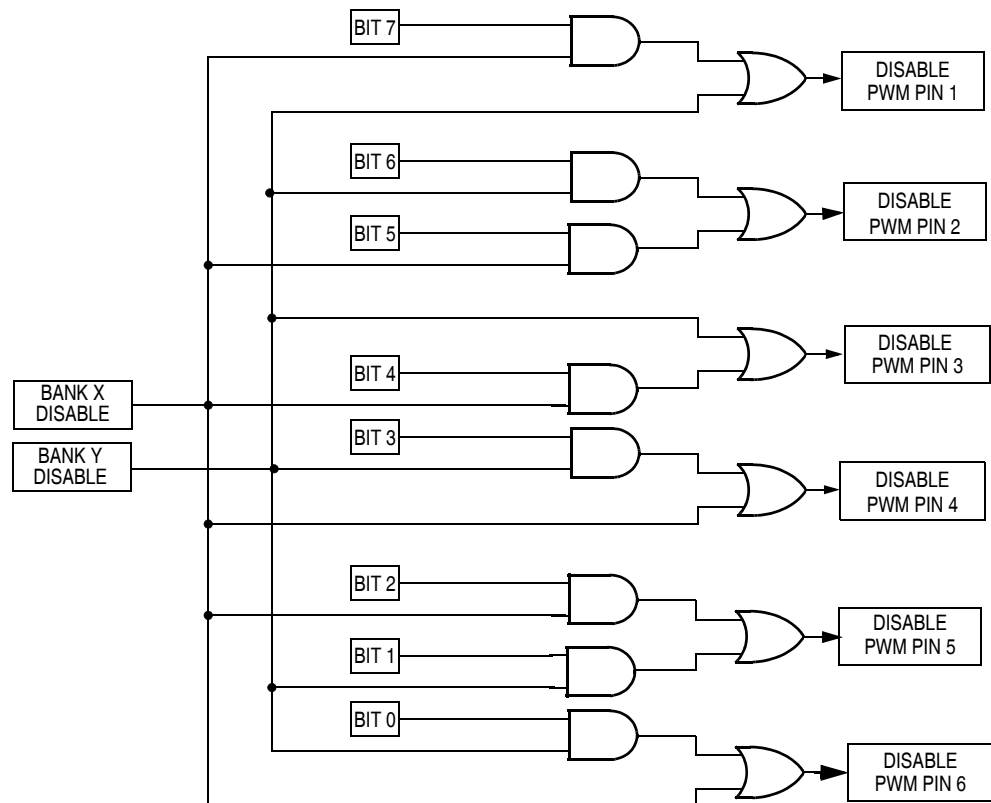 BIT 7
DISABLE
PWM PIN 1
BIT 6
DISABLE
PWM PIN 2
BIT 5
DISABLE
PWM PIN 3
BIT 4
BANK X
DISABLE
BIT 3
BANK Y
DISABLE
DISABLE
PWM PIN 4
BIT 2
DISABLE
PWM PIN 5
BIT 1
BIT 0
DISABLE
PWM PIN 6